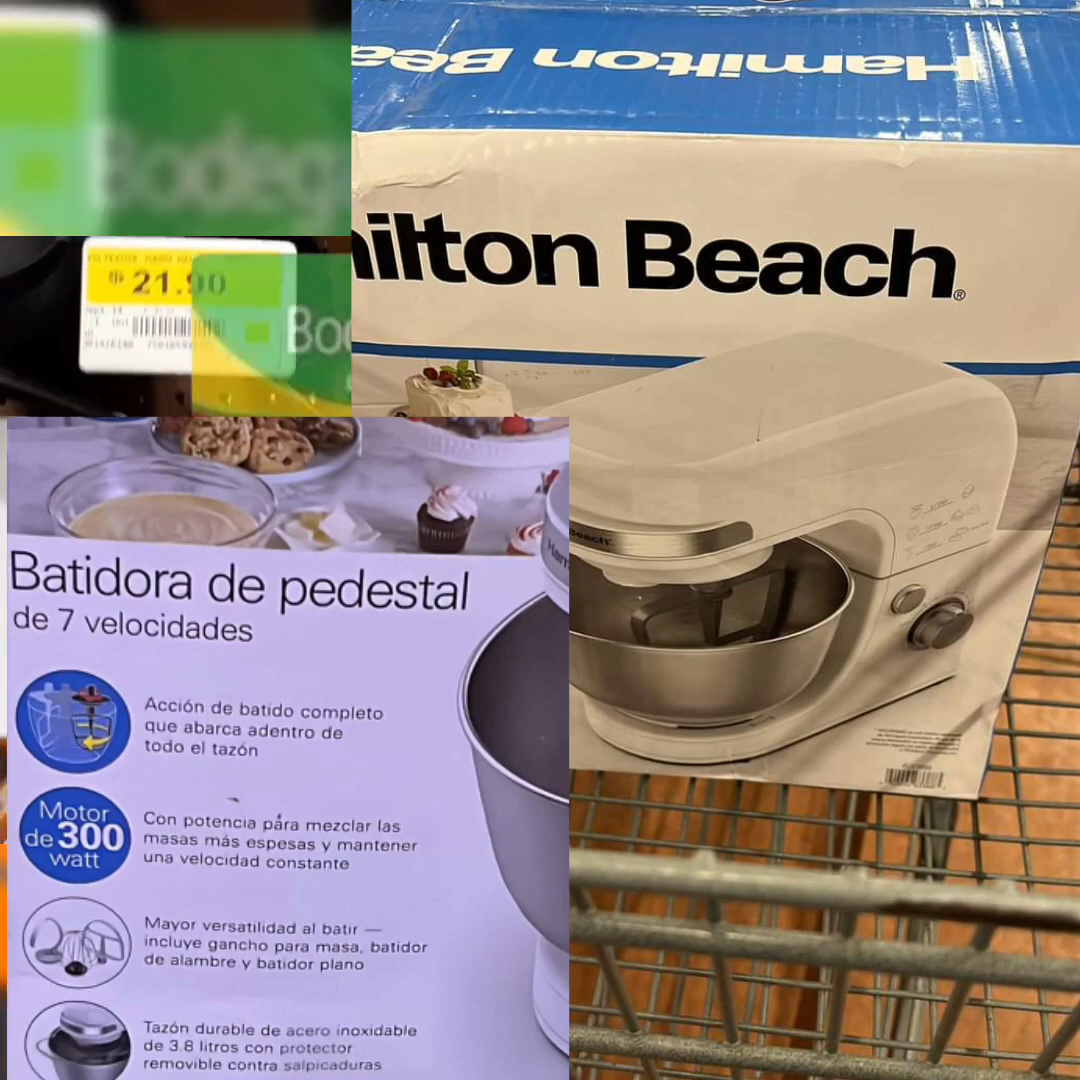 Bodeg
21.90
Bo
Hamilton Bea
ilton Beach®
Beach
Batidora de pedestal
de 7 velocidades
Acción de batido completo
que abarca adentro de
todo el tazón
Motor
de 300
watt
Con potencia para mezclar las
masas más espesas y mantener
una velocidad constante
Mayor versatilidad al batir —
incluye gancho para masa, batidor
de alambre y batidor plano
Tazón durable de acero inoxidable
de 3.8 litros con protector
removible contra salpicaduras